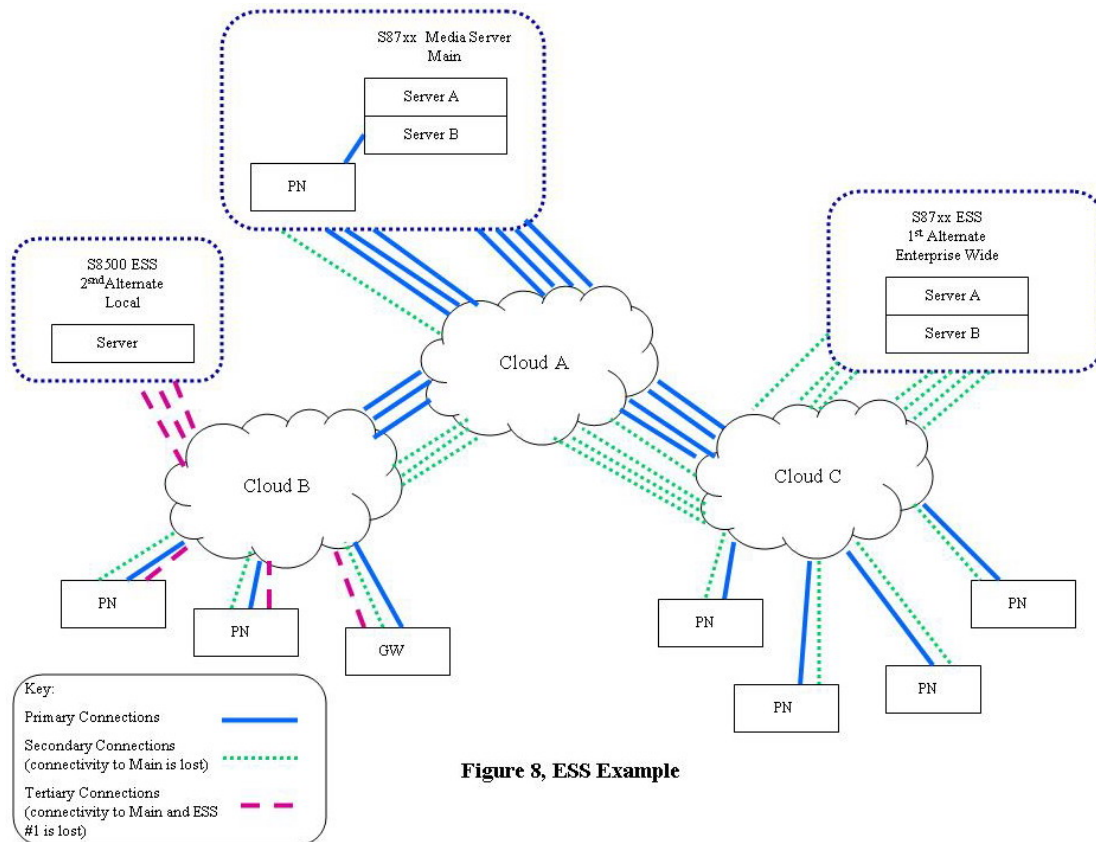 S87xx Media Server
Main
Server A
Server B
PN
S8500 ESS
2ndAlternate
Local
Server
S87xx ESS
1st Alternate
Enterprise Wide
Server A
Server B
Cloud A
Cloud B
Cloud C
PN
PN
GW
PN
PN
PN
PN
Key:
Primary Connections
Secondary Connections
(connectivity to Main is lost)
Tertiary Connections
(connectivity to Main and ESS
#1 is lost)
Figure 8, ESS Example